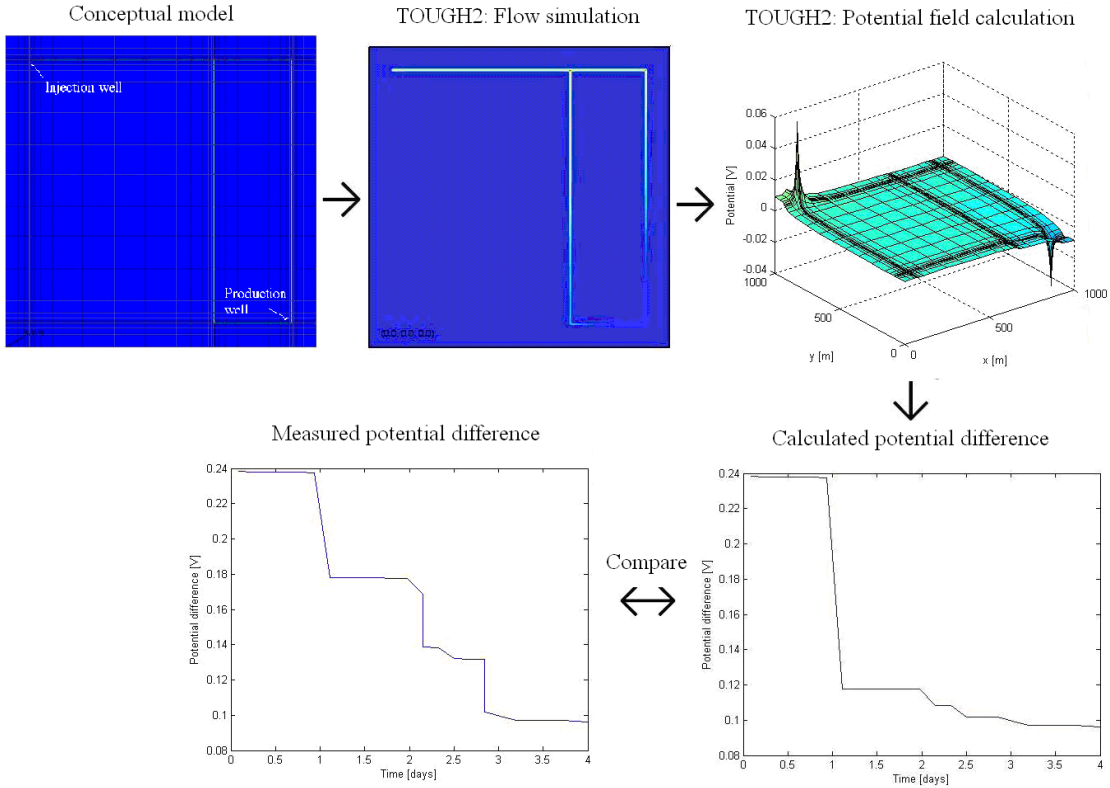 Conceptual model
TOUGH2: Flow simulation
TOUGH2: Potential field calculation
Injection well
Production
well
Potential [V]
0.06
0.04
0.02
0
-0.02
-0.04
1000
500
0
y [m]
0
500
1000
x [m]
Measured potential difference
Potential difference [V]
0.24
0.22
0.2
0.18
0.16
0.14
0.12
0.1
0.08
0 0.5 1 1.5 2 2.5 3 3.5 4
Time [days]
Compare
Calculated potential difference
Potential difference [V]
0.24
0.22
0.2
0.18
0.16
0.14
0.12
0.1
0.08
0 0.5 1 1.5 2 2.5 3 3.5 4
Time [days]